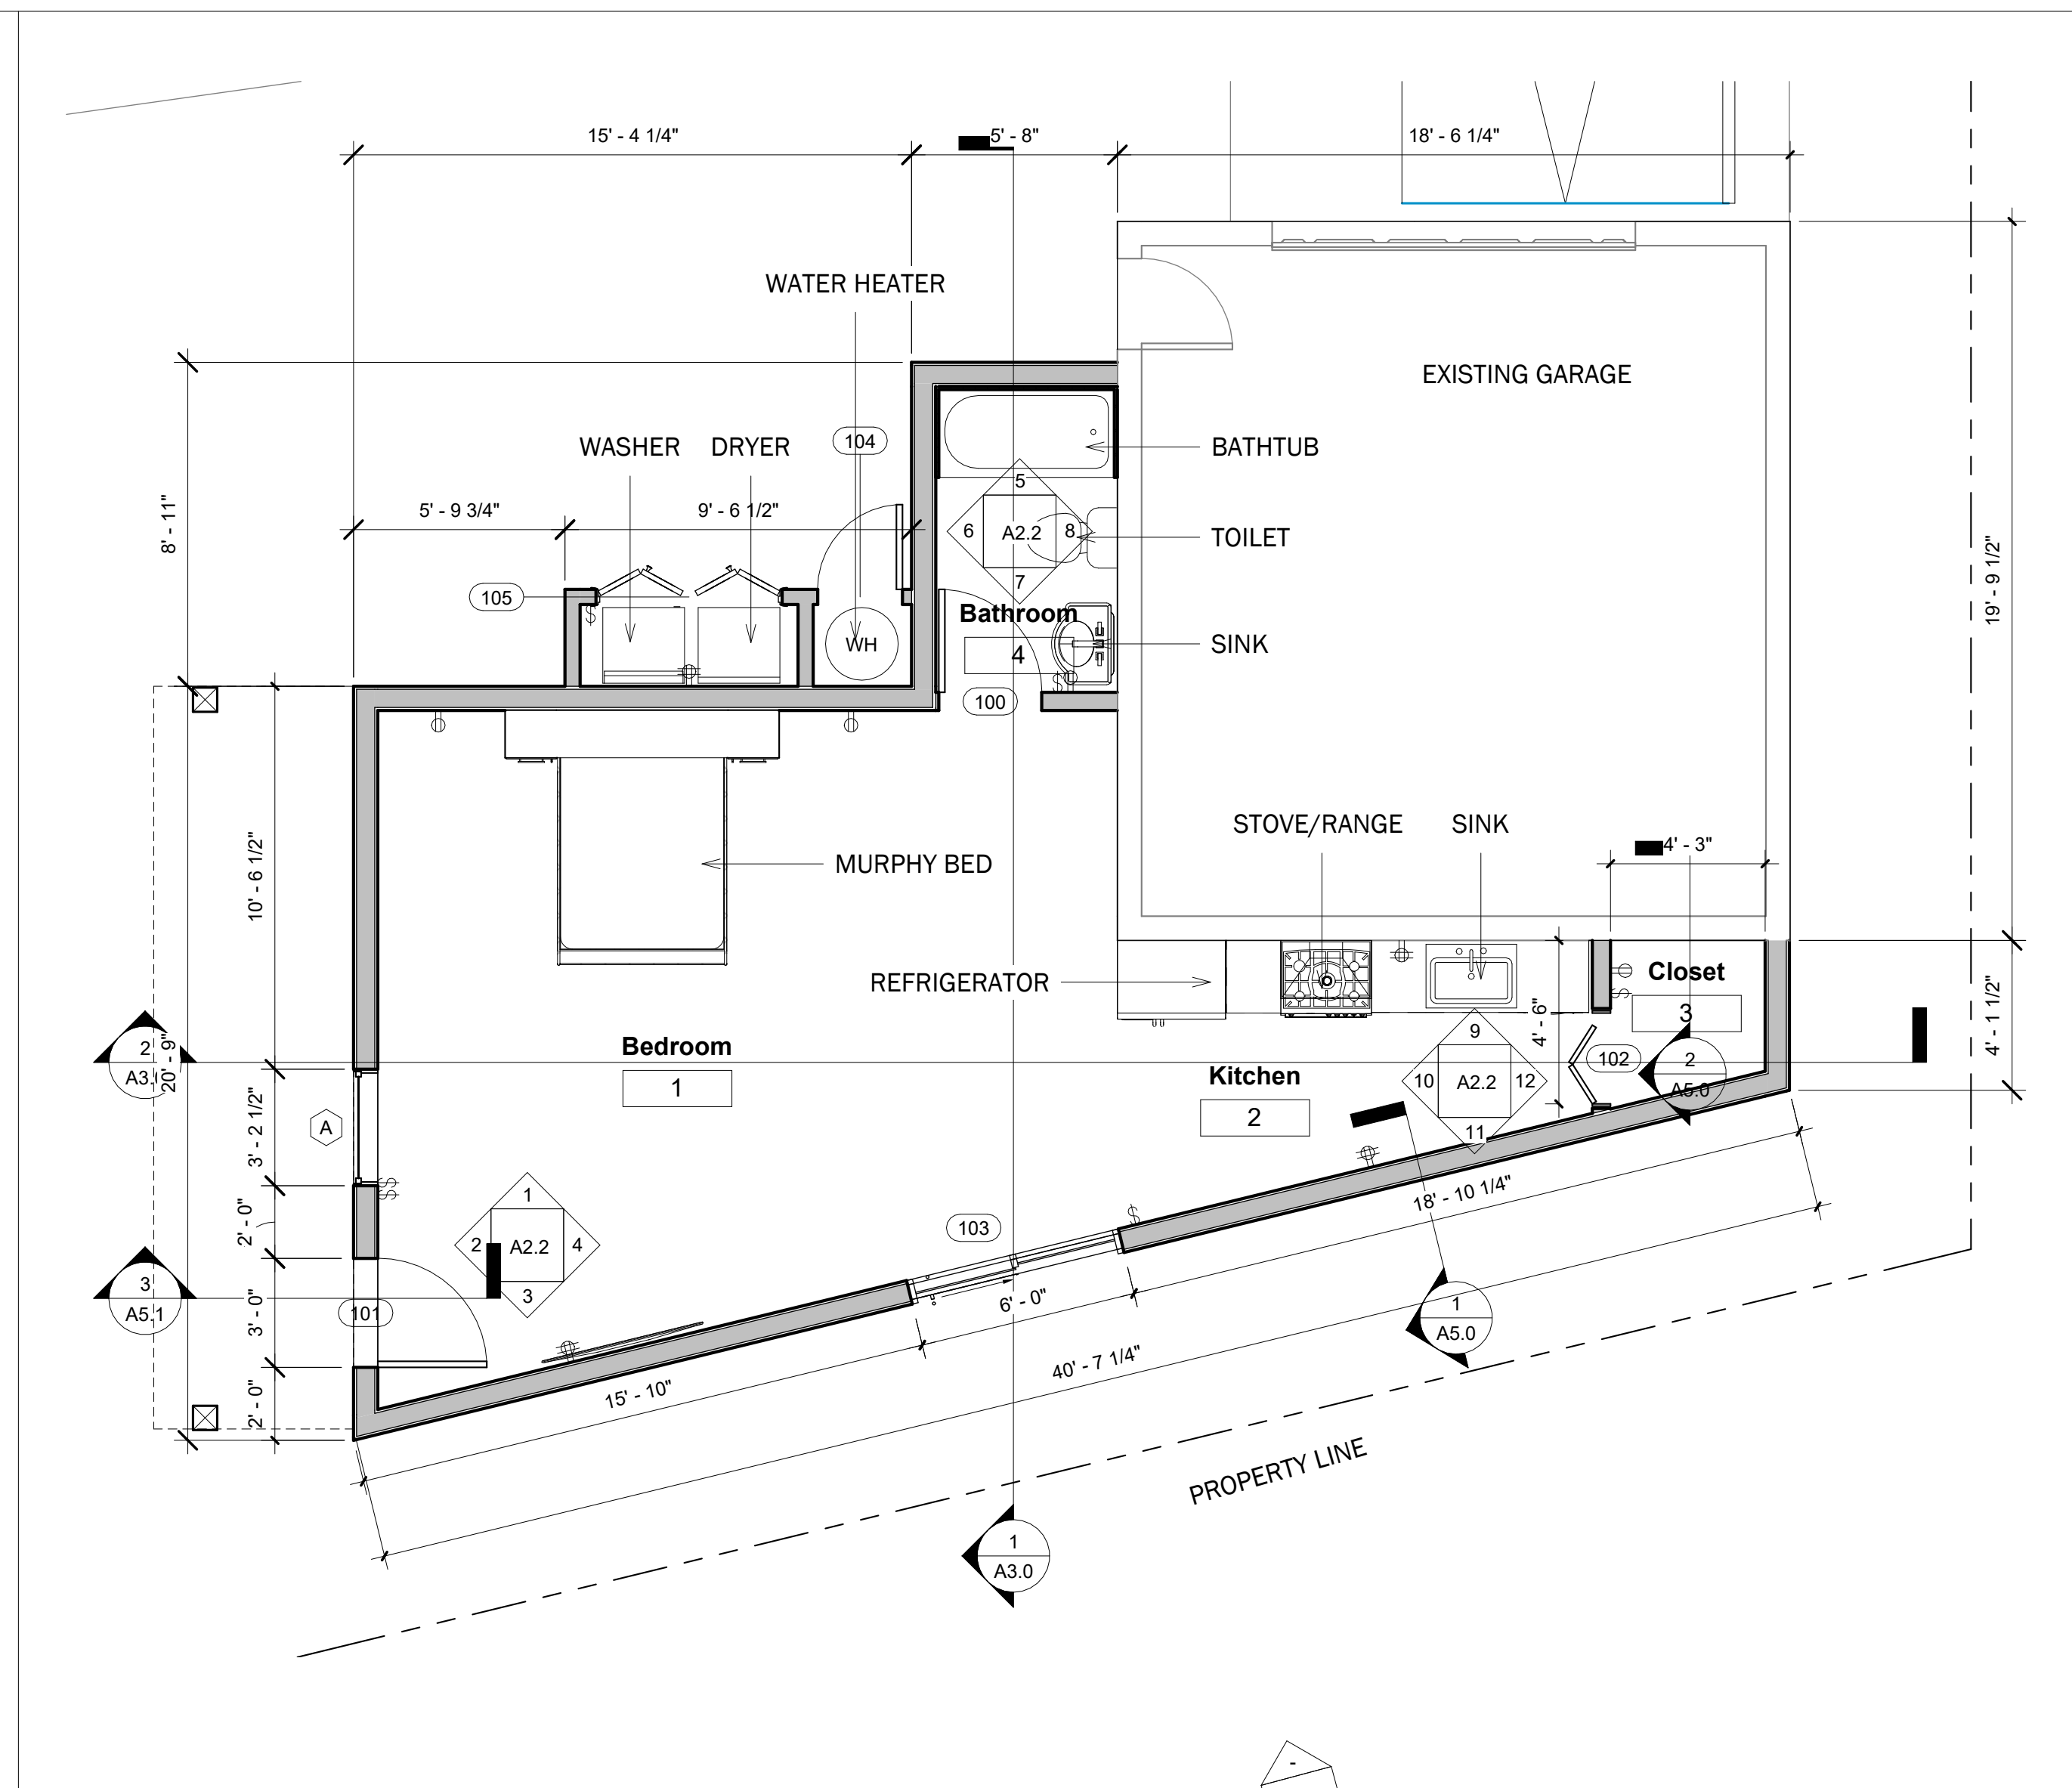 15' - 4 1/4"
5' - 8"
18' - 6 1/4"
WATER HEATER
EXISTING GARAGE
WASHER
DRYER
104
BATHTUB
5
6
A2.2
8
7
TOILET
5' - 9 3/4"
9' - 6 1/2"
8' - 11"
19' - 9 1/2"
105
$
WH
Bathroom
4
SINK
$
100
STOVE/RANGE
SINK
4' - 3"
MURPHY BED
10' - 6 1/2"
REFRIGERATOR
Closet
3
$
4' - 6"
4' - 1 1/2"
2
20' - 9"
Bedroom
1
Kitchen
2
9
10
A2.2
12
11
102
2
A5.0
3' - 2 1/2"
A
$
$
2' - 0"
1
2
A2.2
4
3
103
$
18' - 10 1/4"
3
A5.1
3' - 0"
101
6' - 0"
1
A5.0
2' - 0"
15' - 10"
40' - 7 1/4"
PROPERTY LINE
1
A3.0
-